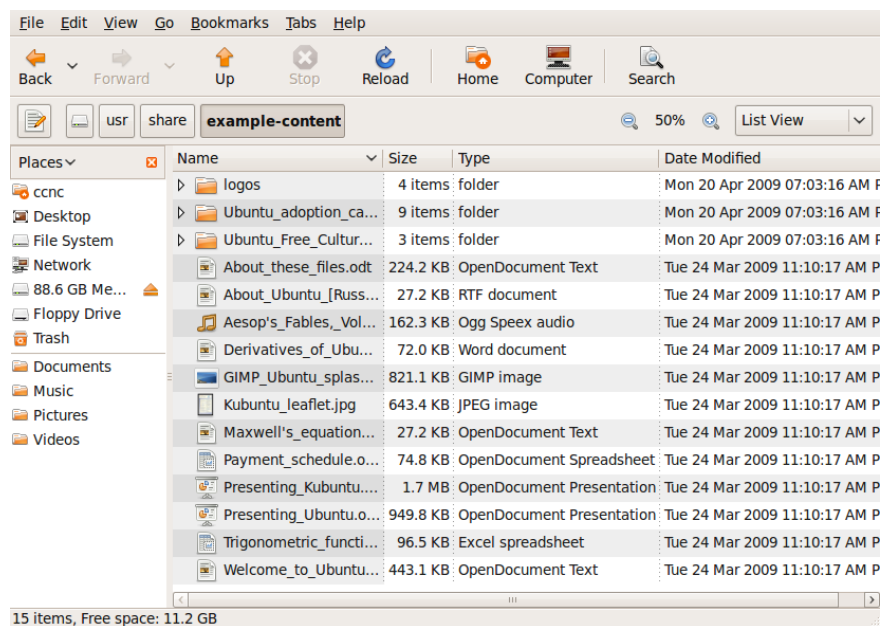 File Edit View Go Bookmarks Tabs Help
Back Forward Up Stop Reload Home Computer Search
usr share example-content 50% List View
Places
ccnc
Desktop
File System
Network
88.6 GB Me...
Floppy Drive
Trash
Documents
Music
Pictures
Videos
Name Size Type Date Modified
logos 4 items folder Mon 20 Apr 2009 07:03:16 AM
Ubuntu_adoption_ca... 9 items folder Mon 20 Apr 2009 07:03:16 AM
Ubuntu_Free_Cultur... 3 items folder Mon 20 Apr 2009 07:03:16 AM
About_these_files.odt 224.2 KB OpenDocument Text Tue 24 Mar 2009 11:10:17 AM P
About_Ubuntu_[Russ... 27.2 KB RTF document Tue 24 Mar 2009 11:10:17 AM P
Aesop's_Fables,_Vol... 162.3 KB Ogg Speex audio Tue 24 Mar 2009 11:10:17 AM P
Derivatives_of_Ubu... 72.0 KB Word document Tue 24 Mar 2009 11:10:17 AM P
GIMP_Ubuntu_splas... 821.1 KB GIMP image Tue 24 Mar 2009 11:10:17 AM P
Kubuntu_leaflet.jpg 643.4 KB JPEG image Tue 24 Mar 2009 11:10:17 AM P
Maxwell's_equation... 27.2 KB OpenDocument Text Tue 24 Mar 2009 11:10:17 AM P
Payment_schedule.o... 74.8 KB OpenDocument Spreadsheet Tue 24 Mar 2009 11:10:17 AM P
Presenting_Kubuntu.... 1.7 MB OpenDocument Presentation Tue 24 Mar 2009 11:10:17 AM P
Presenting_Ubuntu.o... 949.8 KB OpenDocument Presentation Tue 24 Mar 2009 11:10:17 AM P
Trigonometric_functi... 96.5 KB Excel spreadsheet Tue 24 Mar 2009 11:10:17 AM P
Welcome_to_Ubuntu... 443.1 KB OpenDocument Text Tue 24 Mar 2009 11:10:17 AM P
15 items, Free space: 11.2 GB